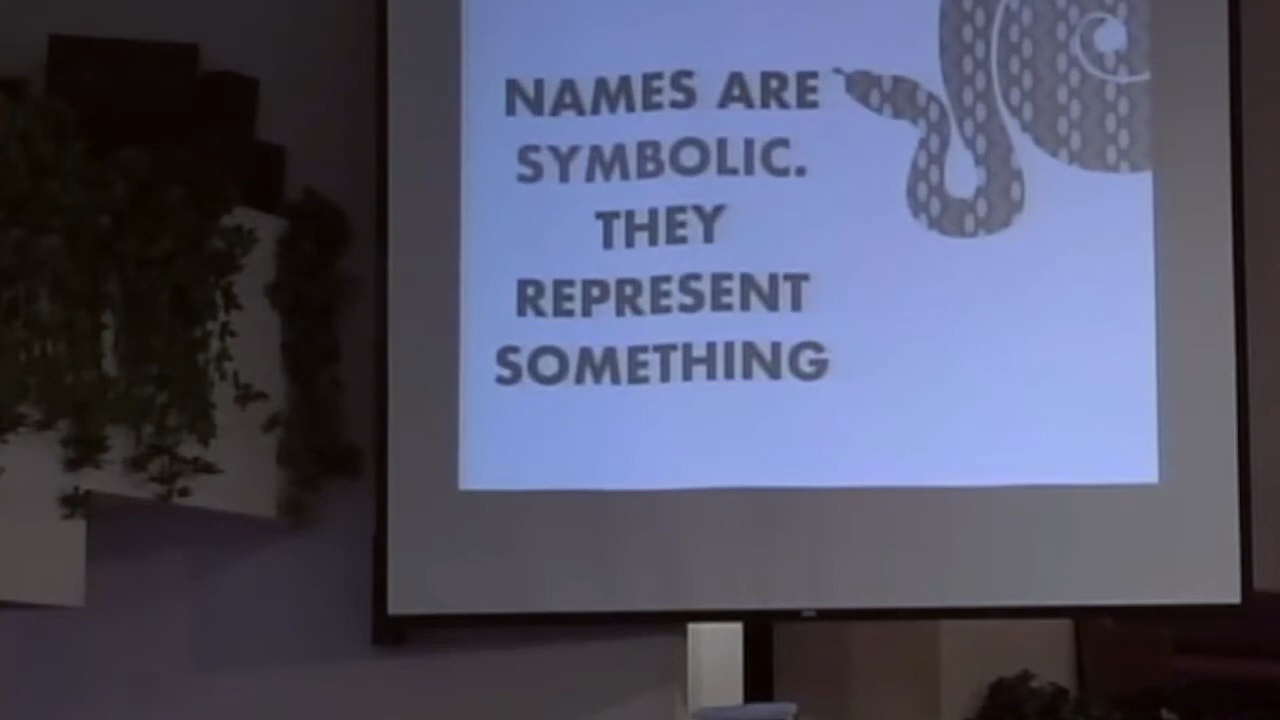 NAMES ARE
SYMBOLIC.
THEY
REPRESENT
SOMETHING